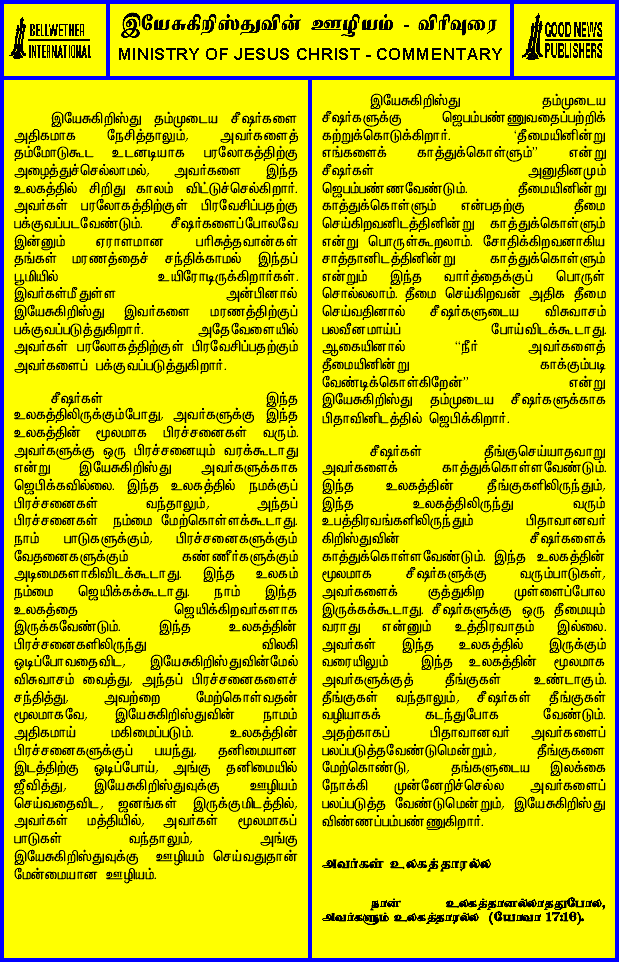 BELLWETHER
INTERNATIONAL
இயேசுகிறிஸ்துவின் ஊழியம் - விரிவுரை
MINISTRY OF JESUS CHRIST - COMMENTARY
GOOD NEWS
PUBLISHERS
இயேசுகிறிஸ்து தம்முடைய சீஷர்களை
அதிகமாக நேசித்தாலும், அவர்களைத்
தம்மோடுகூட உடனடியாக பரலோகத்திற்கு
அழைத்துச்செல்லாமல், அவர்களை இந்த
உலகத்தில் சிறிது காலம் விட்டுச்செல்கிறார்.
அவர்கள் பரலோகத்திற்குள் பிரவேசிப்பதற்கு
பக்குவப்படவேண்டும். சீஷர்களைப்போலவே
இன்னும் ஏராளமான பரிசுத்தவான்கள்
தங்கள் மரணத்தைச் சந்திக்காமல் இந்தப்
பூமியில் உயிரோடிருக்கிறார்கள்.
இவர்கள்மீதுள்ள அன்பினால்
இயேசுகிறிஸ்து இவர்களை மரணத்திற்குப்
பக்குவப்படுத்துகிறார். அதேவேளையில்
அவர்கள் பரலோகத்திற்குள் பிரவேசிப்பதற்கும்
அவர்களைப் பக்குவப்படுத்துகிறார்.
சீஷர்கள் இந்த
உலகத்திலிருக்கும்போது, அவர்களுக்கு இந்த
உலகத்தின் மூலமாக பிரச்சனைகள் வரும்.
அவர்களுக்கு ஒரு பிரச்சனையும் வரக்கூடாது
என்று இயேசுகிறிஸ்து அவர்களுக்காக
ஜெபிக்கவில்லை. இந்த உலகத்தில் நமக்குப்
பிரச்சனைகள் வந்தாலும், அந்தப்
பிரச்சனைகள் நம்மை மேற்கொள்ளக்கூடாது.
நாம் பாடுகளுக்கும், பிரச்சனைகளுக்கும்
வேதனைகளுக்கும் கண்ணீர்களுக்கும்
அடிமைகளாகிவிடக்கூடாது. இந்த உலகம்
நம்மை ஜெயிக்கக்கூடாது. நாம் இந்த
உலகத்தை ஜெயிக்கிறவர்களாக
இருக்கவேண்டும். இந்த உலகத்தின்
பிரச்சனைகளிலிருந்து விலகி
ஓடிப்போவதைவிட, இயேசுகிறிஸ்துவின்மேல்
விசுவாசம் வைத்து, அந்தப் பிரச்சனைகளைச்
சந்தித்து, அவற்றை மேற்கொள்வதன்
மூலமாகவே, இயேசுகிறிஸ்துவின் நாமம்
அதிகமாய் மகிமைப்படும். உலகத்தின்
பிரச்சனைகளுக்குப் பயந்து, தனிமையான
இடத்திற்கு ஓடிப்போய், அங்கு தனிமையில்
ஜீவித்து, இயேசுகிறிஸ்துவுக்கு ஊழியம்
செய்வதைவிட, ஜனங்கள் இருக்குமிடத்தில்,
அவர்கள் மத்தியில், அவர்கள் மூலமாகப்
பாடுகள் வந்தாலும், அங்கு
இயேசுகிறிஸ்துவுக்கு ஊழியம் செய்வதுதான்
மேன்மையான ஊழியம்.
இயேசுகிறிஸ்து தம்முடைய
சீஷர்களுக்கு ஜெபம்பண்ணுவதைப்பற்றிக்
கற்றுக்கொடுக்கிறார். ‘தீமையினின்று
எங்களைக் காத்துக்கொள்ளும்” என்று
சீஷர்கள் அனுதினமும்
ஜெபம்பண்ணவேண்டும். தீமையினின்று
காத்துக்கொள்ளும் என்பதற்கு தீமை
செய்கிறவனிடத்தினின்று காத்துக்கொள்ளும்
என்று பொருள்கூறலாம். சோதிக்கிறவனாகிய
சாத்தானிடத்தினின்று காத்துக்கொள்ளும்
என்றும் இந்த வார்த்தைக்குப் பொருள்
சொல்லலாம். தீமை செய்கிறவன் அதிக தீமை
செய்வதினால் சீஷர்களுடைய விசுவாசம்
பலவீனமாய்ப் போய்விடக்கூடாது.
ஆகையினால் “நீர் அவர்களைத்
தீமையினின்று காக்கும்படி
வேண்டிக்கொள்கிறேன்” என்று
இயேசுகிறிஸ்து தம்முடைய சீஷர்களுக்காக
பிதாவினிடத்தில் ஜெபிக்கிறார்.
சீஷர்கள் தீங்குசெய்யாதவாறு
அவர்களைக் காத்துக்கொள்ளவேண்டும்.
இந்த உலகத்தின் தீங்குகளிலிருந்தும்,
இந்த உலகத்திலிருந்து வரும்
உபத்திரவங்களிலிருந்தும் பிதாவானவர்
கிறிஸ்துவின் சீஷர்களைக்
காத்துக்கொள்ளவேண்டும். இந்த உலகத்தின்
மூலமாக சீஷர்களுக்கு வரும்பாடுகள்,
அவர்களைக் குத்துகிற முள்ளைப்போல
இருக்கக்கூடாது. சீஷர்களுக்கு ஒரு தீமையும்
வராது என்னும் உத்திரவாதம் இல்லை.
அவர்கள் இந்த உலகத்தில் இருக்கும்
வரையிலும் இந்த உலகத்தின் மூலமாக
அவர்களுக்குத் தீங்குகள் உண்டாகும்.
தீங்குகள் வந்தாலும், சீஷர்கள் தீங்குகள்
வழியாகக் கடந்துபோக வேண்டும்.
அதற்காகப் பிதாவானவர் அவர்களைப்
பலப்படுத்தவேண்டுமென்றும், தீங்குகளை
மேற்கொண்டு, தங்களுடைய இலக்கை
நோக்கி முன்னேறிச்செல்ல அவர்களைப்
பலப்படுத்த வேண்டுமென்றும், இயேசுகிறிஸ்து
விண்ணப்பம்பண்ணுகிறார்.
அவர்கள் உலகத்தாரல்ல
நான் உலகத்தானல்லாததுபோல,
அவர்களும் உலகத்தாரல்ல (யோவா 17:16).